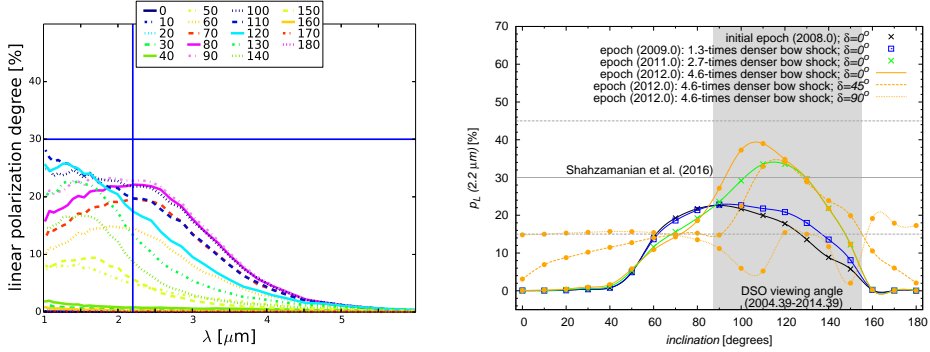 0 50 100 150
10 60 110 160
20 70 120 170
30 80 130 180
40 90 140
linear polarization degree [%]
50
40
30
20
10
0
1 2 3 4 5
λ [μm]
initial epoch (2008.0); δ=0°
epoch (2009.0): 1.3-times denser bow shock; δ=0°
epoch (2011.0): 2.7-times denser bow shock; δ=0°
epoch (2012.0): 4.6-times denser bow shock; δ=0°
epoch (2012.0): 4.6-times denser bow shock; δ=45°
epoch (2012.0): 4.6-times denser bow shock; δ=90°
p_L (2.2 μm) [%]
70
60
50
40
30
20
10
0
Shahzamanian et al. (2016)
DSO viewing angle
(2004.39-2014.39)
0 20 40 60 80 100 120 140 160 180
inclination [degrees]